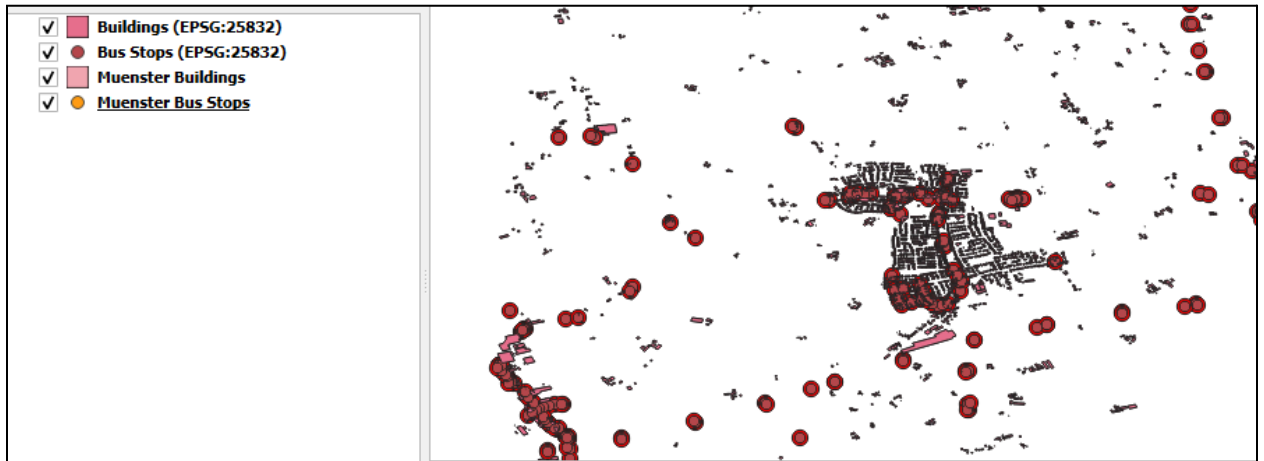 Buildings (EPSG:25832)
Bus Stops (EPSG:25832)
Muenster Buildings
Muenster Bus Stops